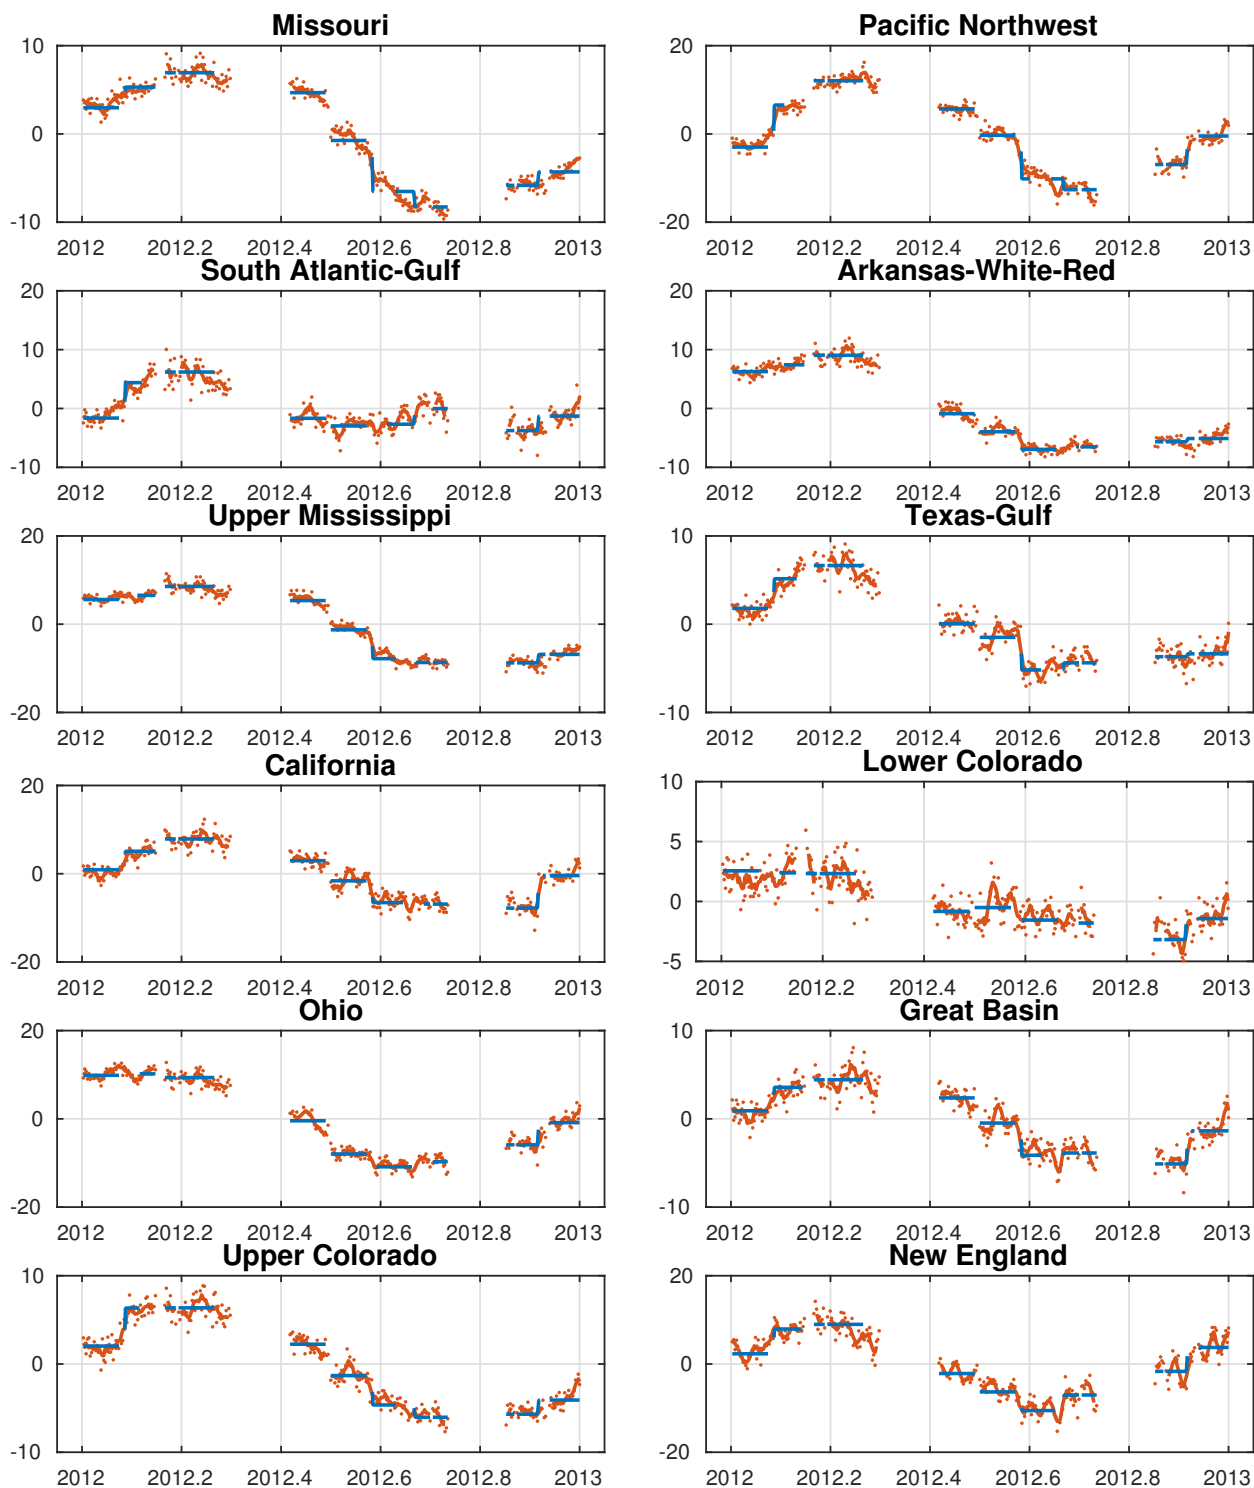 Missouri
10
0
-10
2012 2012.2 2012.4 2012.6 2012.8 2013
Pacific Northwest
20
0
-20
2012 2012.2 2012.4 2012.6 2012.8 2013
South Atlantic-Gulf
20
10
0
-10
2012 2012.2 2012.4 2012.6 2012.8 2013
Arkansas-White-Red
20
10
0
-10
2012 2012.2 2012.4 2012.6 2012.8 2013
Upper Mississippi
20
0
-20
2012 2012.2 2012.4 2012.6 2012.8 2013
Texas-Gulf
10
0
-10
2012 2012.2 2012.4 2012.6 2012.8 2013
California
20
0
-20
2012 2012.2 2012.4 2012.6 2012.8 2013
Lower Colorado
10
5
0
-5
2012 2012.2 2012.4 2012.6 2012.8 2013
Ohio
20
0
-20
2012 2012.2 2012.4 2012.6 2012.8 2013
Great Basin
10
0
-10
2012 2012.2 2012.4 2012.6 2012.8 2013
Upper Colorado
10
0
-10
2012 2012.2 2012.4 2012.6 2012.8 2013
New England
20
0
-20
2012 2012.2 2012.4 2012.6 2012.8 2013